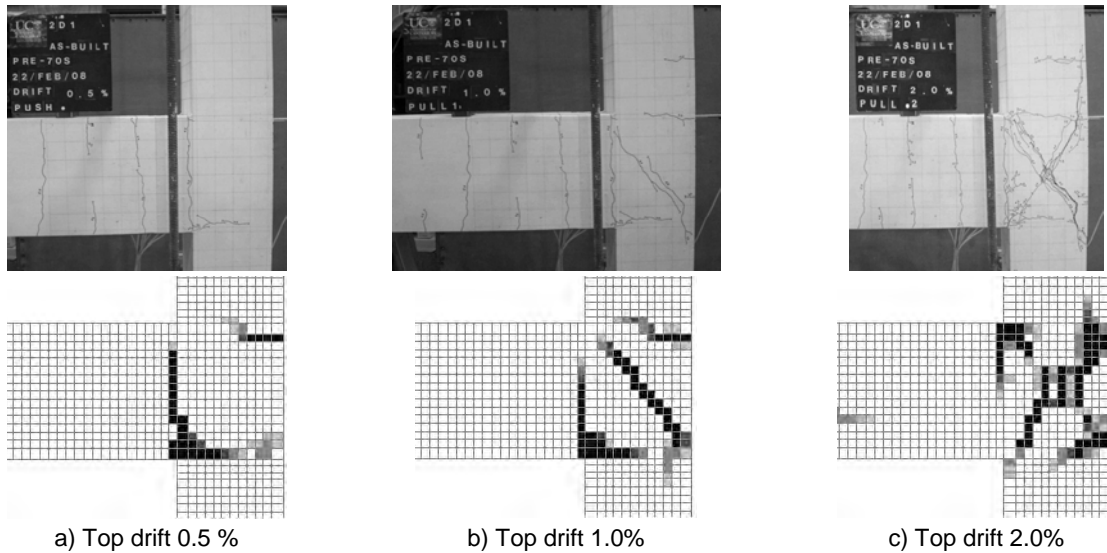 UC 2D1
AS-BUILT
PRE-70S
22/FEB/08
DRIFT 0.5 %
PUSH.
UC 2D1
AS-BUILT
PRE-70S
22/FEB/08
DRIFT 1.0 %
PULL 1.
UC 2D1
AS-BUILT
PRE-70S
22/FEB/08
DRIFT 2.0 %
PULL .2
a) Top drift 0.5 %
b) Top drift 1.0%
c) Top drift 2.0%